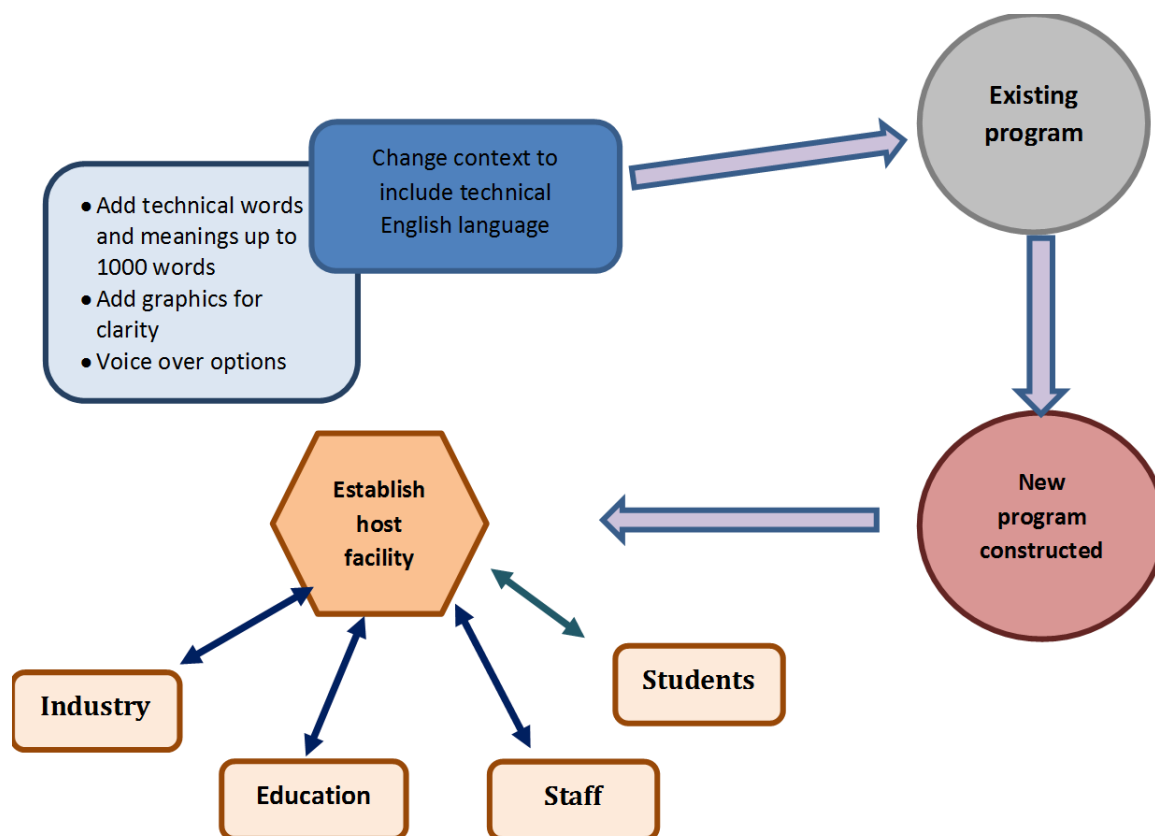 Existing
program
Change context to
include technical
English language
• Add technical words
and meanings up to
1000 words
• Add graphics for
clarity
• Voice over options
New
program
constructed
Establish
host
facility
Students
Industry
Education
Staff